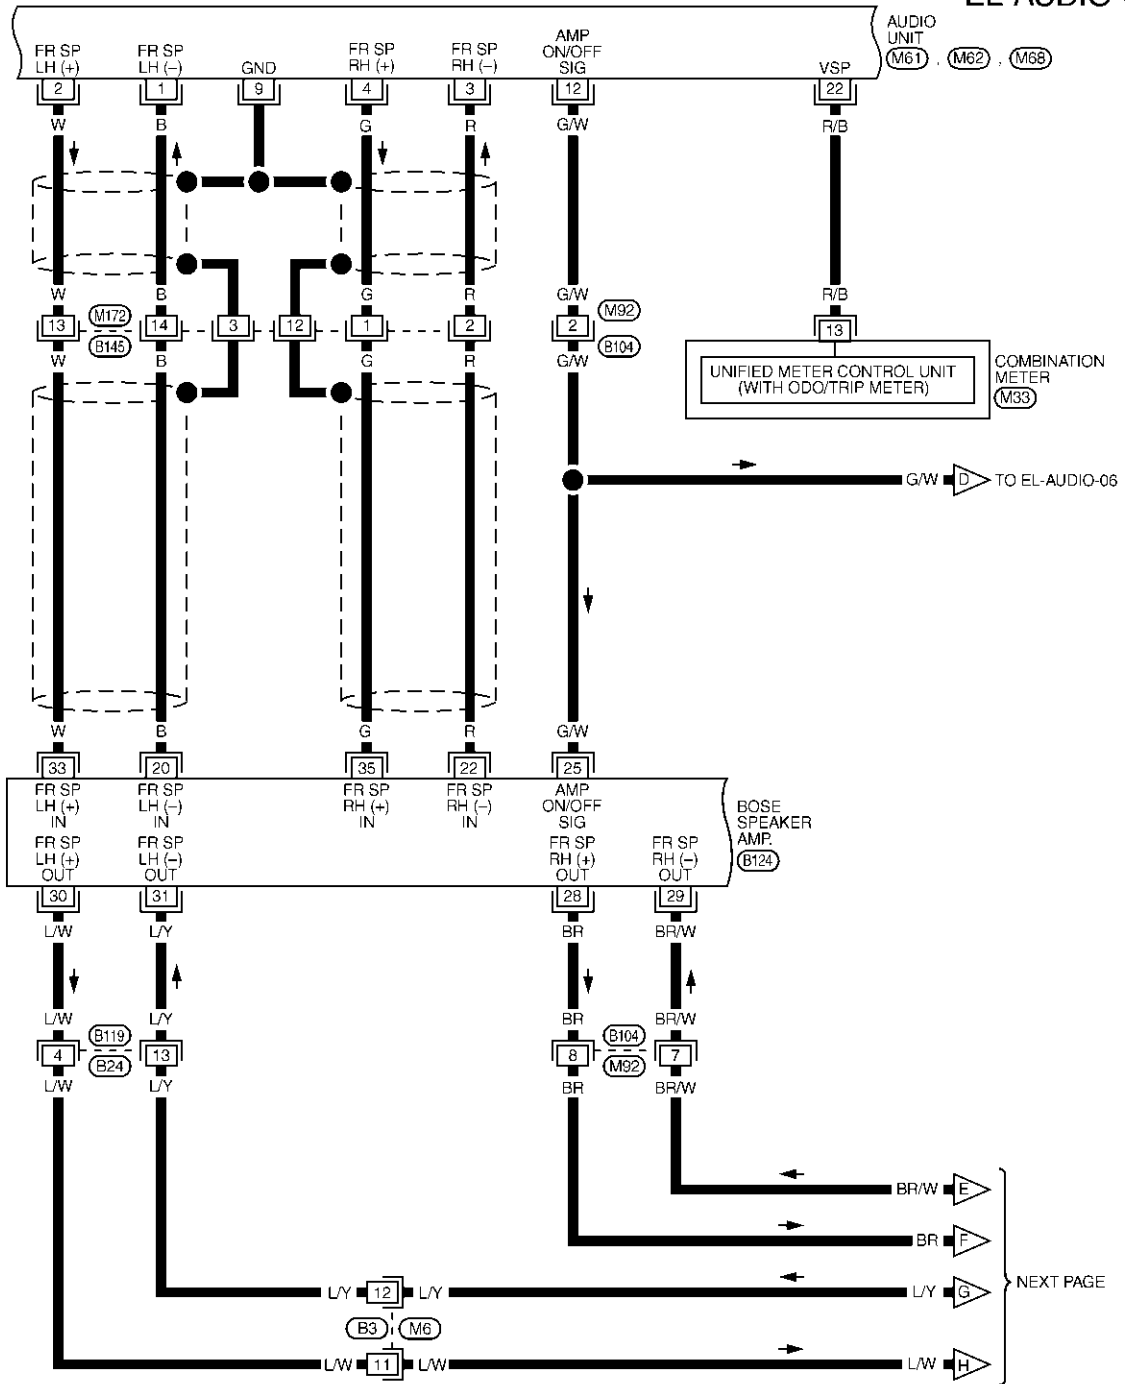 EL-AUDIO-
AUDIO
UNIT
M61 , M62 , M68
FR SP
LH (+)
FR SP
LH (–)
GND
FR SP
RH (+)
FR SP
RH (–)
AMP
ON/OFF
SIG
VSP
2 1 9 4 3 12 22
W B G R G/W R/B
W B G R G/W R/B
13 M172 14 3 12 1 2 2 M92 13
B145 B104
W B G R G/W
UNIFIED METER CONTROL UNIT
(WITH ODO/TRIP METER)
COMBINATION
METER
M33
G/W D TO EL-AUDIO-06
W B G R G/W
33 20 35 22 25
FR SP
LH (+)
IN
FR SP
LH (–)
IN
FR SP
RH (+)
IN
FR SP
RH (–)
IN
AMP
ON/OFF
SIG
BOSE
SPEAKER
AMP.
B124
FR SP
LH (+)
OUT
FR SP
LH (–)
OUT
FR SP
RH (+)
OUT
FR SP
RH (–)
OUT
30 31 28 29
L/W L/Y BR BR/W
L/W L/Y BR BR/W
4 B119 13 8 B104 7
B24 M92
L/W L/Y BR BR/W
BR/W E
BR F
NEXT PAGE
L/Y 12 L/Y L/Y G
B3 M6
L/W 11 L/W L/W H